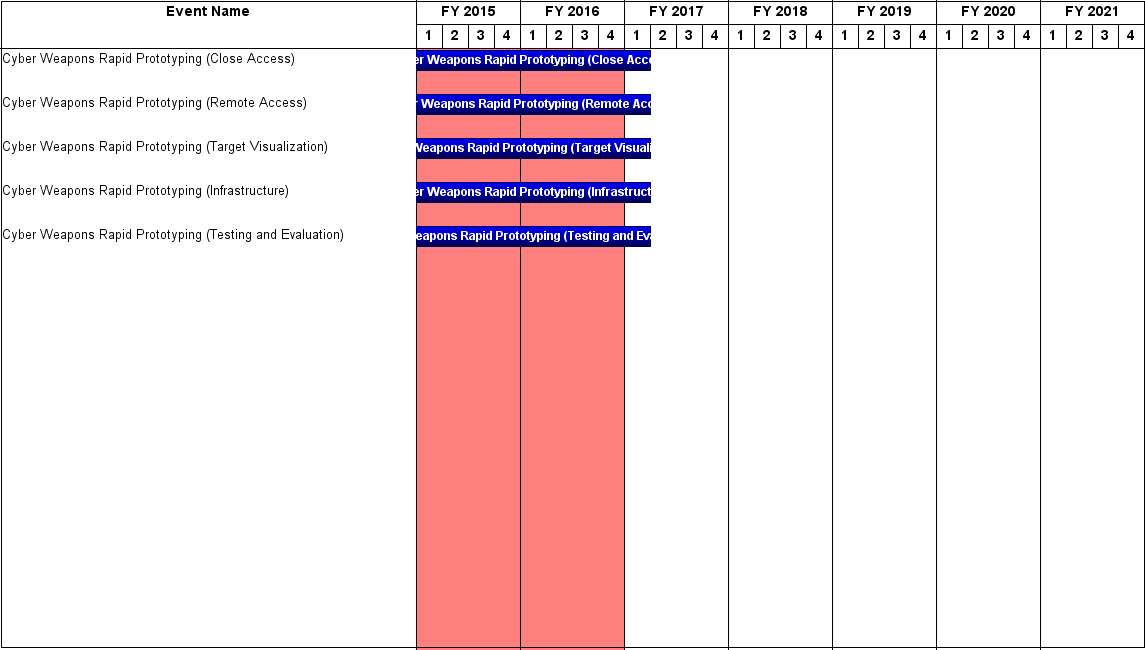 Event Name FY 2015 FY 2016 FY 2017 FY 2018 FY 2019 FY 2020 FY 2021
1 2 3 4 1 2 3 4 1 2 3 4 1 2 3 4 1 2 3 4 1 2 3 4 1 2 3 4
Cyber Weapons Rapid Prototyping (Close Access) er Weapons Rapid Prototyping (Close Acce
Cyber Weapons Rapid Prototyping (Remote Access) r Weapons Rapid Prototyping (Remote Acc
Cyber Weapons Rapid Prototyping (Target Visualization) Weapons Rapid Prototyping (Target Visuali
Cyber Weapons Rapid Prototyping (Infrastructure) er Weapons Rapid Prototyping (Infrastruct
Cyber Weapons Rapid Prototyping (Testing and Evaluation) eapons Rapid Prototyping (Testing and Eva